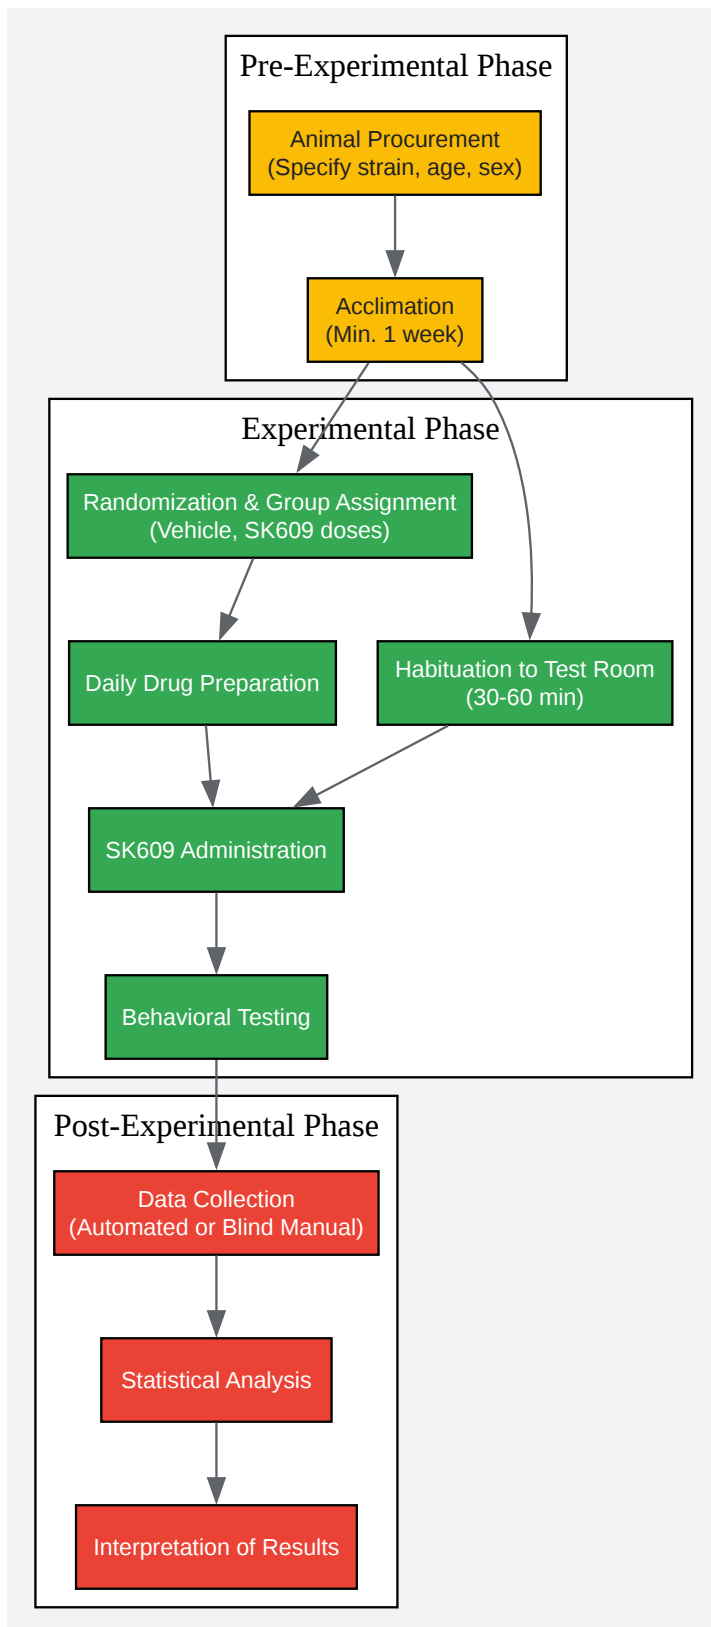 Pre-Experimental Phase
Animal Procurement
(Specify strain, age, sex)
Acclimation
(Min. 1 week)
Experimental Phase
Randomization & Group Assignment
(Vehicle, SK609 doses)
Daily Drug Preparation
Habituation to Test Room
(30-60 min)
SK609 Administration
Behavioral Testing
Post-Experimental Phase
Data Collection
(Automated or Blind Manual)
Statistical Analysis
Interpretation of Results